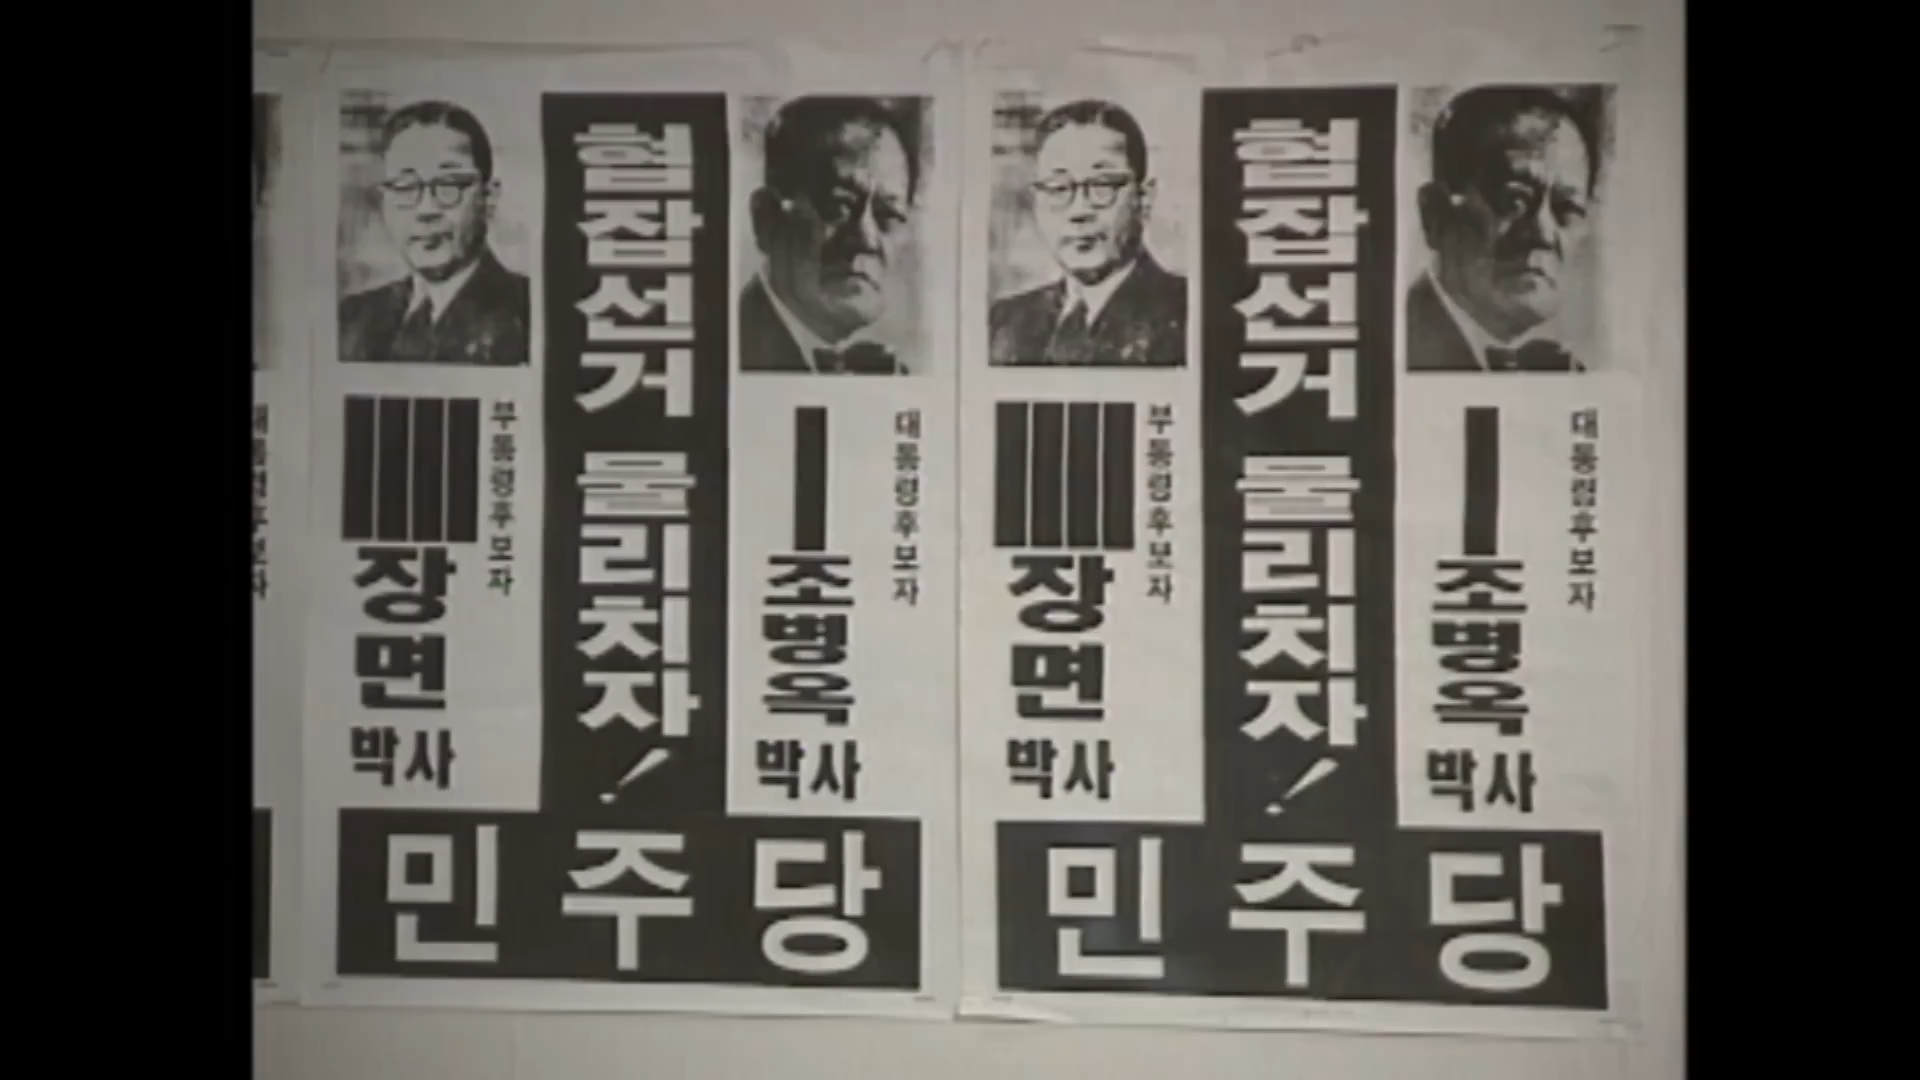 협잡선거 물리치자!
대통령후보자
조병옥
박사
부통령후보자
장면
박사
민주당
협잡선거 물리치자!
대통령후보자
조병옥
박사
부통령후보자
장면
박사
민주당